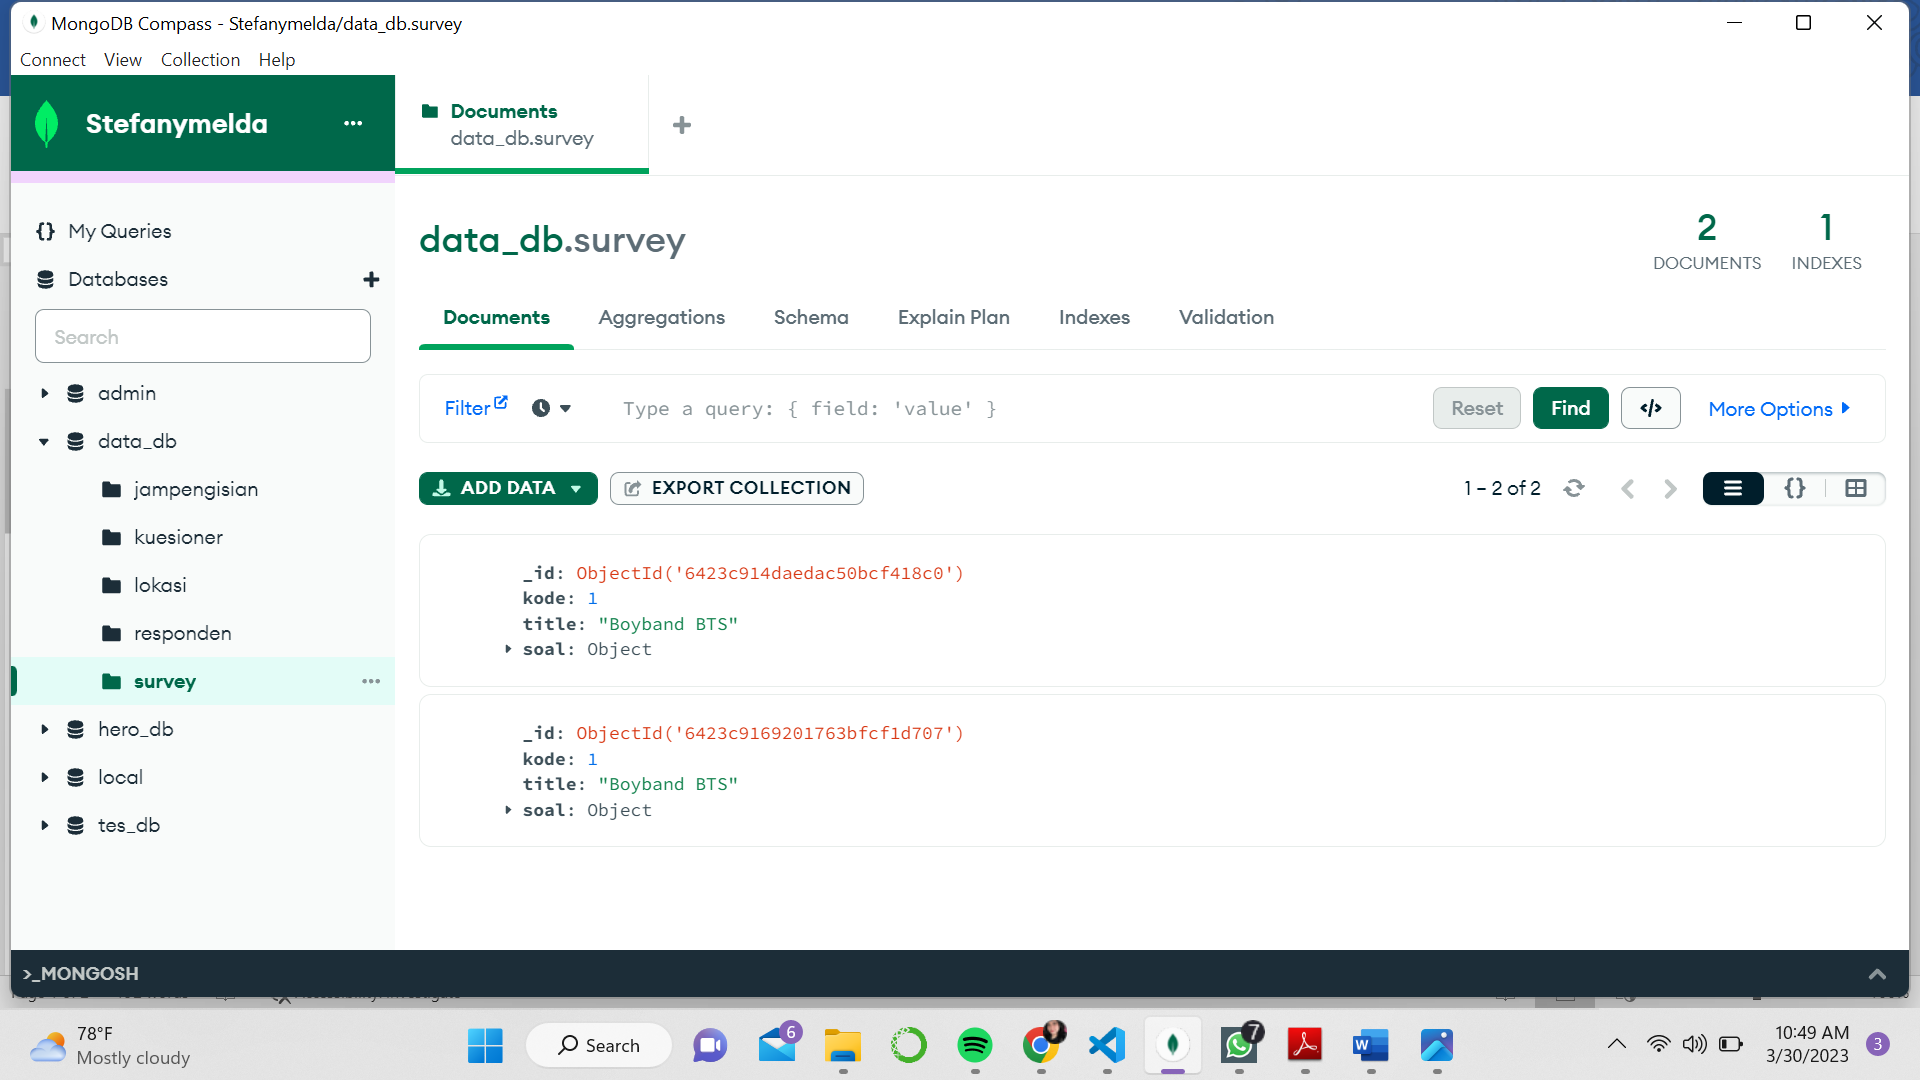 MongoDB Compass - Stefanymelda/data_db.survey
Connect View Collection Help
Stefanymelda
Documents
data_db.survey
My Queries
Databases
Search
admin
data_db
jampengisian
kuesioner
lokasi
responden
survey
hero_db
local
tes_db
data_db.survey
2
DOCUMENTS
1
INDEXES
Documents Aggregations Schema Explain Plan Indexes Validation
Filter Type a query: { field: 'value' } Reset Find </> More Options
ADD DATA EXPORT COLLECTION 1 – 2 of 2 {}
_id: ObjectId('6423c914daedac50bcf418c0')
kode: 1
title: "Boyband BTS"
soal: Object
_id: ObjectId('6423c9169201763bfcf1d707')
kode: 1
title: "Boyband BTS"
soal: Object
>_MONGOSH
78°F
Mostly cloudy
Search
6
7
W
10:49 AM
3/30/2023
3